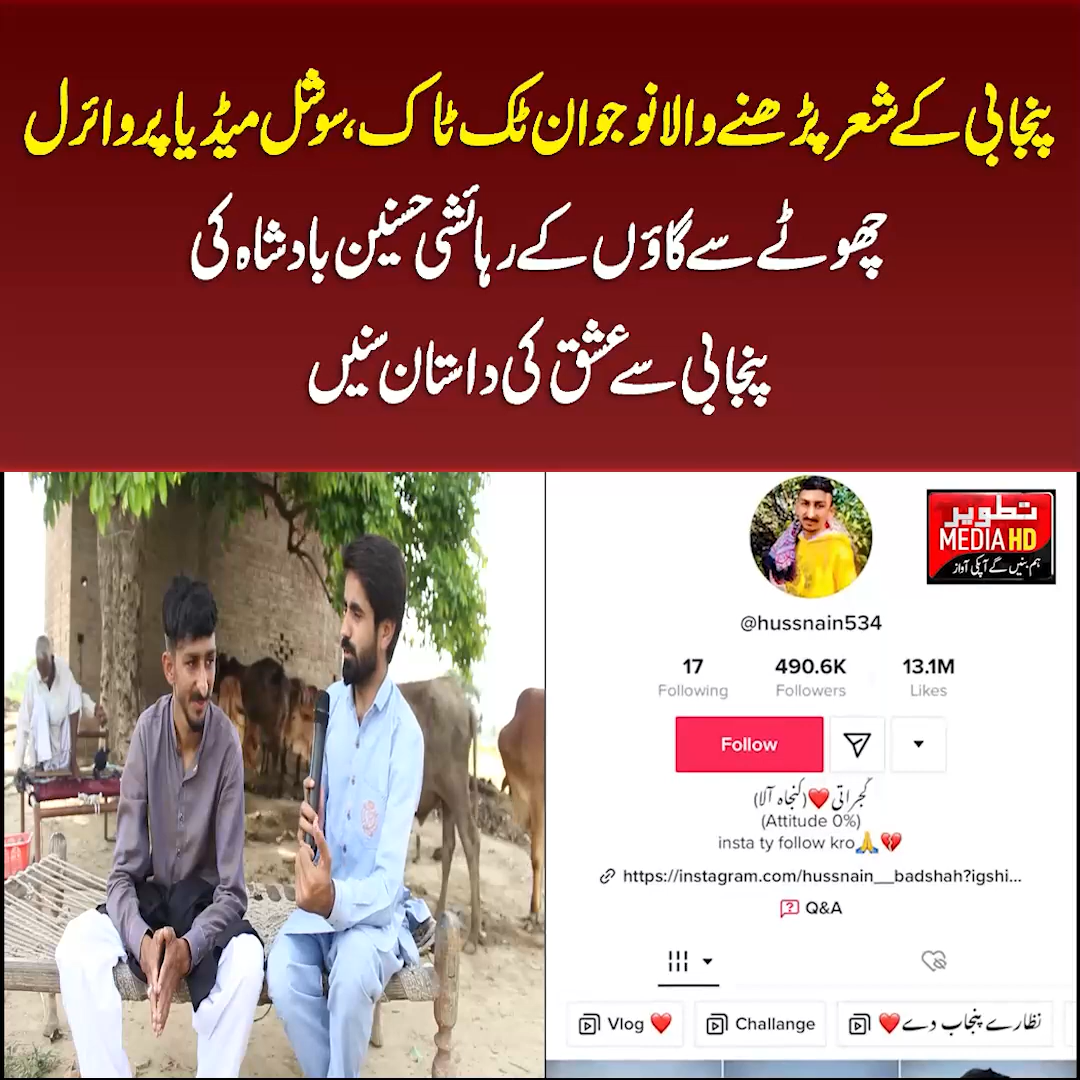 پنجابی کے شعر پڑھنے والا نوجوان ٹک ٹاک، سوشل میڈیا پر وائرل
چھوٹے سے گاؤں کے رہائشی حسنین بادشاہ کی
پنجابی سے عشق کی داستان سنیں
تطویر
MEDIA HD
ہم بنیں گے آپکی آواز
@hussnain534
17 490.6K 13.1M
Following Followers Likes
Follow
گجراتی❤️(کنجاہ آلا)
(Attitude 0%)
insta ty follow kro🙏💔
https://instagram.com/hussnain__badshah?igshi...
Q&A
Vlog ❤️ Challange نظارے پنجاب دے❤️